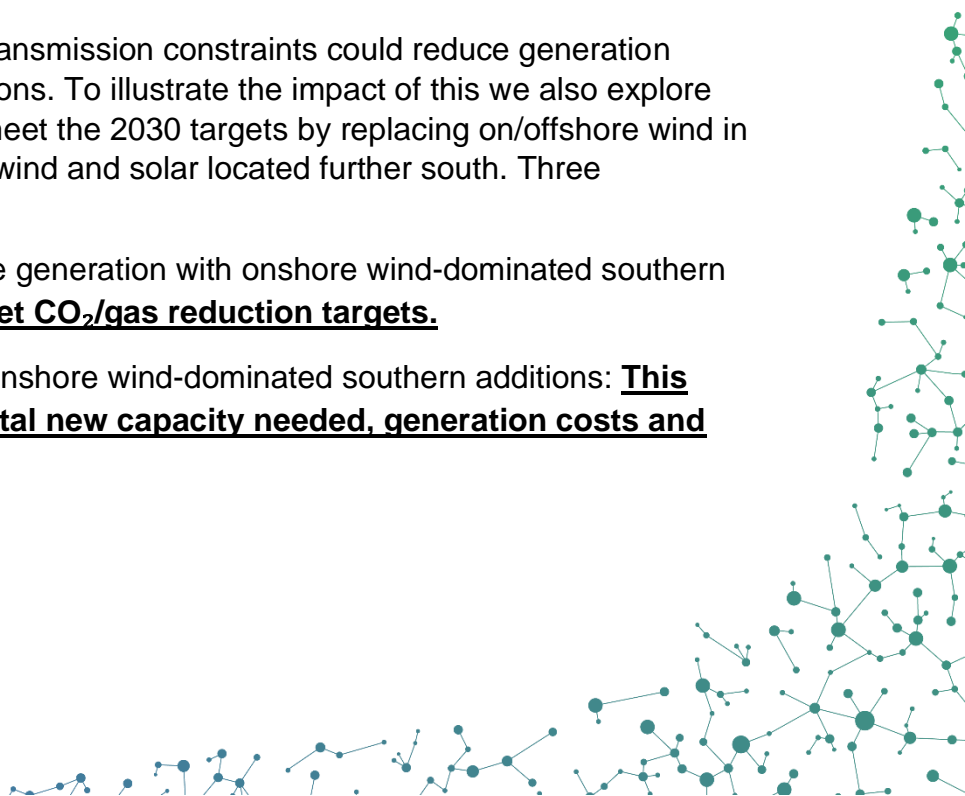 ansmission constraints could reduce generation
ons. To illustrate the impact of this we also explore
neet the 2030 targets by replacing on/offshore wind in
wind and solar located further south. Three
e generation with onshore wind-dominated southern
et CO₂/gas reduction targets.
nshore wind-dominated southern additions: This
tal new capacity needed, generation costs and